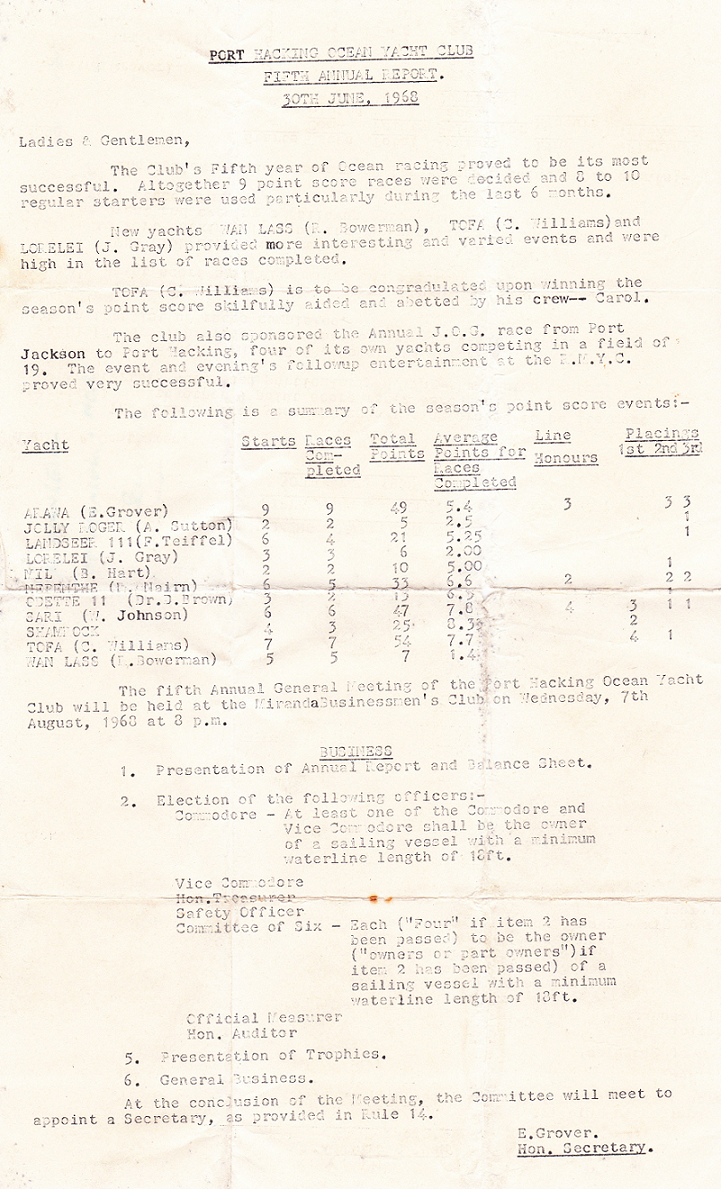 PORT HACKING OCEAN YACHT CLUB
FIFTH ANNUAL REPORT.
30TH JUNE, 1968
Ladies & Gentlemen,
The Club's Fifth year of Ocean racing proved to be its most
successful. Altogether 9 point score races were decided and 8 to 10
regular starters were used particularly during the last 6 months.
New yachts WAN LASS (R. Bowerman), TOFA (C. Williams)and
LORELEI (J. Gray) provided more interesting and varied events and were
high in the list of races completed.
TOFA (C. Williams) is to be congradulated upon winning the
season's point score skilfully aided and abetted by his crew-- Carol.
The club also sponsored the Annual J.O.G. race from Port
Jackson to Port Hacking, four of its own yachts competing in a field of
19. The event and evening's followup entertainment at the R.M.Y.C.
proved very successful.
The following is a summary of the season's point score events:-
Yacht Starts Races Total Average Line Placings
Com- Points Points for Honours 1st 2nd 3rd
pleted Races
Completed
ARAWA (E.Grover) 9 9 49 5.4 3 3 3
JOLLY ROGER (A. Sutton) 2 2 5 2.5 1
LANDSEER 111(F.Teiffel) 6 4 21 5.25 1
LORELEI (J. Gray) 3 3 6 2.00
MIL (B. Hart) 2 2 10 5.00 1
NEPENTHE (N. Nairn) 6 5 33 6.6 2 2 2
ODETTE 11 (Dr.D.Brown) 3 2 13 6.5 1
SARI (W. Johnson) 6 6 47 7.8 4 3 1 1
SHAMROCK 4 3 25 8.3 2
TOFA (C. Williams) 7 7 54 7.7 4 1
WAN LASS (R.Bowerman) 5 5 7 1.4
The fifth Annual General Meeting of the Port Hacking Ocean Yacht
Club will be held at the MirandaBusinessmen's Club on Wednesday, 7th
August, 1968 at 8 p.m.
BUSINESS
1. Presentation of Annual Report and Balance Sheet.
2. Election of the following officers:-
Commodore - At least one of the Commodore and
Vice Commodore shall be the owner
of a sailing vessel with a minimum
waterline length of 18ft.
Vice Commodore
Hon.Treasurer
Safety Officer
Committee of Six - Each ("Four" if item 2 has
been passed) to be the owner
("owners or part owners")if
item 2 has been passed) of a
sailing vessel with a minimum
waterline length of 18ft.
Official Measurer
Hon. Auditor
5. Presentation of Trophies.
6. General Business.
At the conclusion of the Meeting, the Committee will meet to
appoint a Secretary, as provided in Rule 14.
E.Grover.
Hon. Secretary.